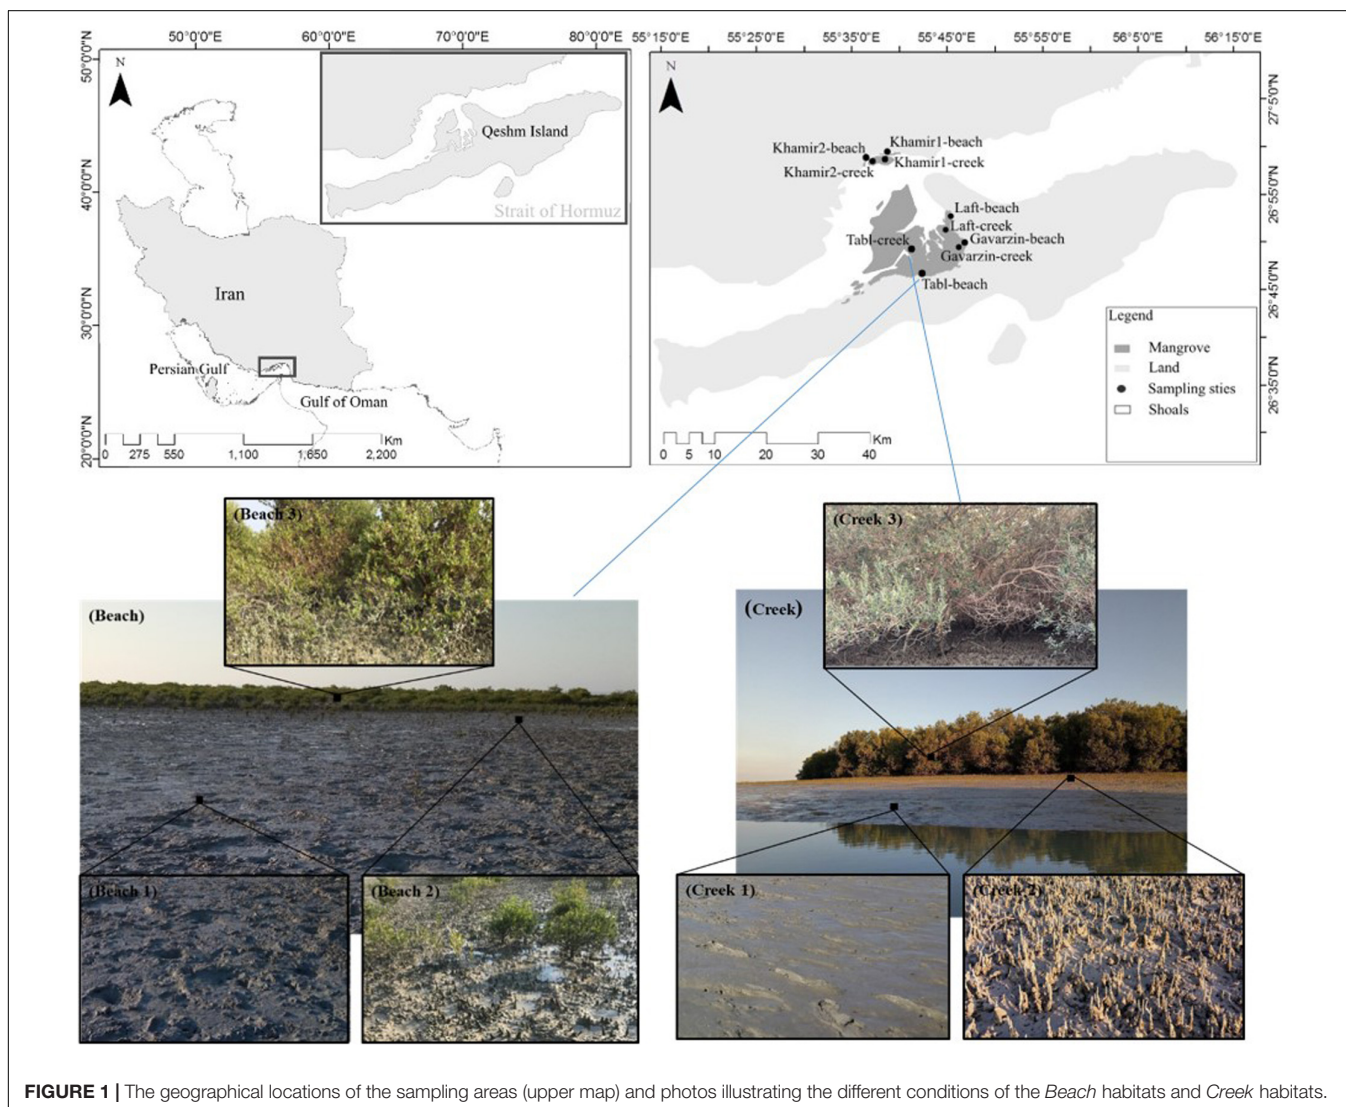 50°0'0"E 60°0'0"E 70°0'0"E 80°0'0"E
50°0'0"N
40°0'0"N
30°0'0"N
20°0'0"N
N
Qeshm Island
Strait of Hormuz
Iran
Persian Gulf
Gulf of Oman
Km
0 275 550 1,100 1,650 2,200
55°15'0"E 55°25'0"E 55°35'0"E 55°45'0"E 55°55'0"E 56°5'0"E 56°15'0"E
27°5'0"N
26°55'0"N
26°45'0"N
26°35'0"N
N
Khamir2-beach
Khamir1-beach
Khamir1-creek
Khamir2-creek
Laft-beach
Laft-creek
Tabl-creek
Gavarzin-beach
Gavarzin-creek
Tabl-beach
Legend
Mangrove
Land
Sampling sties
Shoals
Km
0 5 10 20 30 40
(Beach 3)
(Creek 3)
(Beach)
(Creek)
(Beach 1)
(Beach 2)
(Creek 1)
(Creek 2)
FIGURE 1 | The geographical locations of the sampling areas (upper map) and photos illustrating the different conditions of the Beach habitats and Creek habitats.